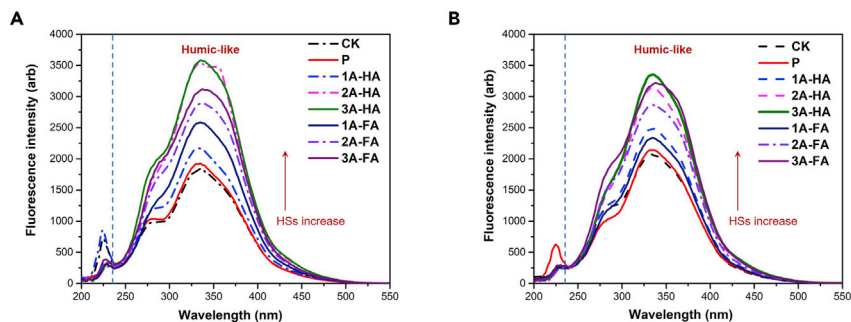 A
Fluorescence intensity (arb)
4000
3500
3000
2500
2000
1500
1000
500
0
200
250
300
350
400
450
500
550
Wavelength (nm)
Humic-like
HSs increase
CK
P
1A-HA
2A-HA
3A-HA
1A-FA
2A-FA
3A-FA
B
Fluorescence intensity (arb)
4000
3500
3000
2500
2000
1500
1000
500
0
200
250
300
350
400
450
500
550
Wavelength (nm)
Humic-like
HSs increase
CK
P
1A-HA
2A-HA
3A-HA
1A-FA
2A-FA
3A-FA